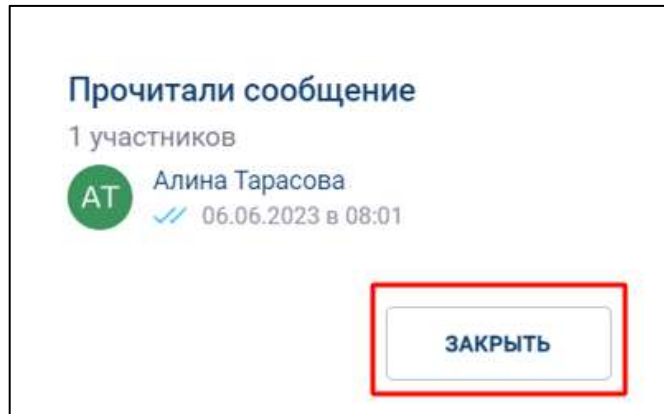 Прочитали сообщение
1 участников
АТ
Алина Тарасова
06.06.2023 в 08:01
ЗАКРЫТЬ